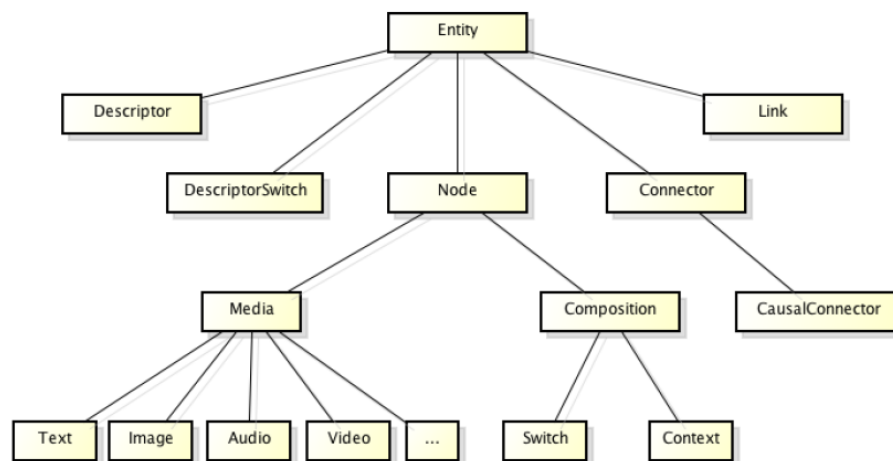 Entity
Descriptor
Link
DescriptorSwitch
Node
Connector
Media
Composition
CausalConnector
Text
Image
Audio
Video
...
Switch
Context